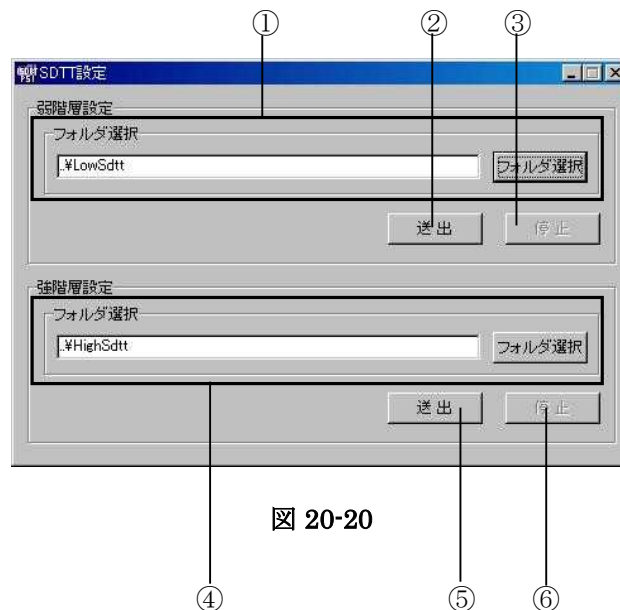 ① ② ③
SDTT設定
弱階層設定
フォルダ選択
..¥LowSdtt フォルダ選択
送出 停止
強階層設定
フォルダ選択
..¥HighSdtt フォルダ選択
送出 停止
図 20-20
④ ⑤ ⑥